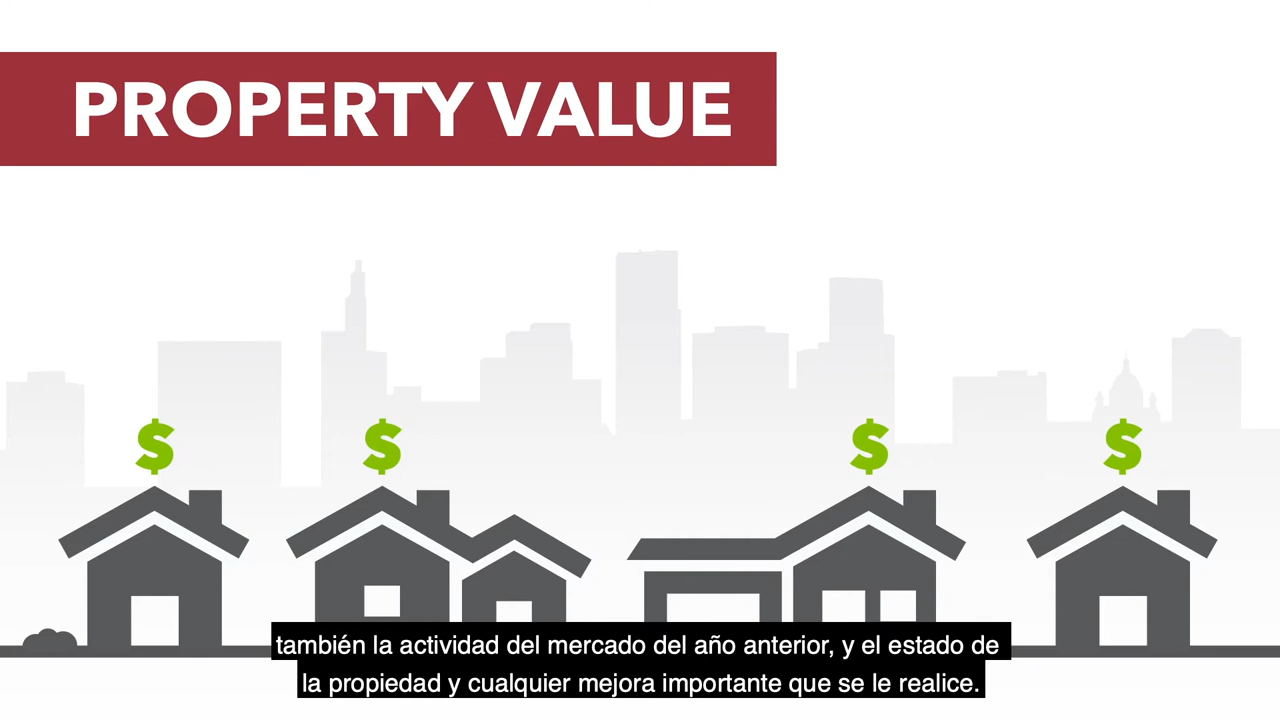 PROPERTY VALUE
$ $ $ $
también la actividad del mercado del año anterior, y el estado de
la propiedad y cualquier mejora importante que se le realice.